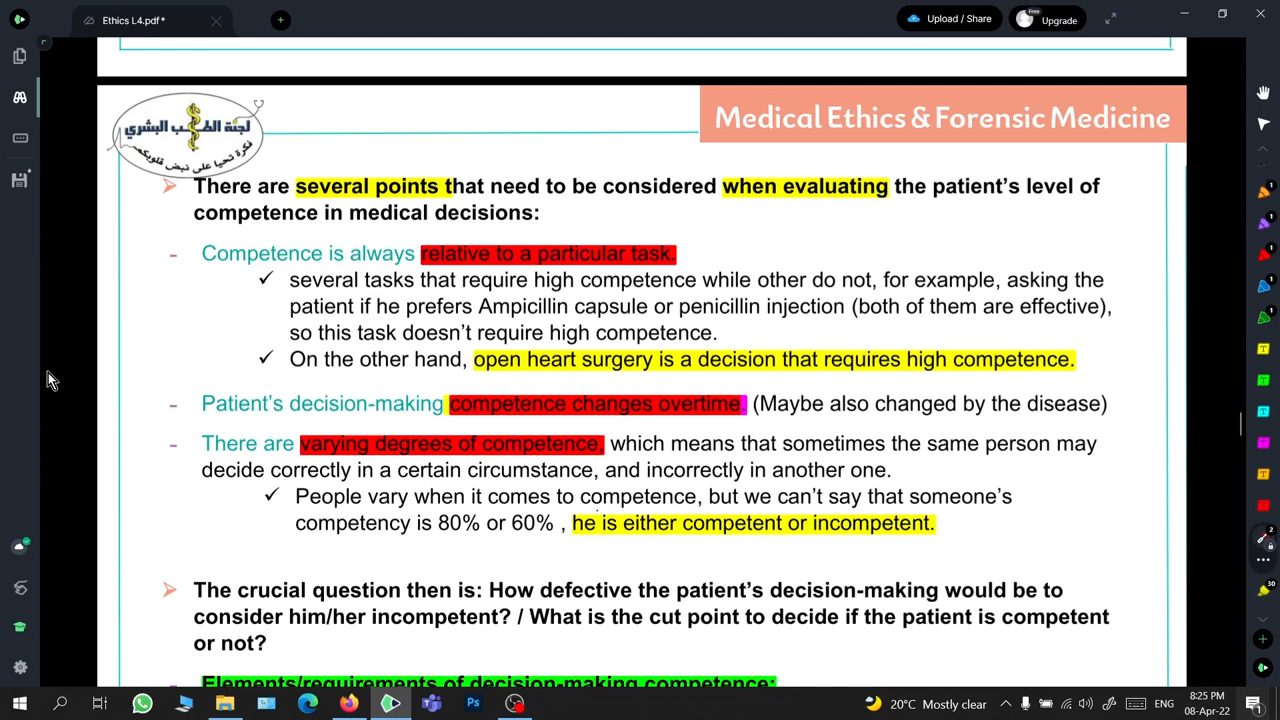 Ethics L4.pdf*
Upload / Share
Free
Upgrade
لجنة الطب البشري
فكرة تحيا على نبض قلوبكم
Medical Ethics & Forensic Medicine
There are several points that need to be considered when evaluating the patient's level of
competence in medical decisions:
- Competence is always relative to a particular task.
✓ several tasks that require high competence while other do not, for example, asking the
patient if he prefers Ampicillin capsule or penicillin injection (both of them are effective),
so this task doesn't require high competence.
✓ On the other hand, open heart surgery is a decision that requires high competence.
- Patient's decision-making competence changes overtime. (Maybe also changed by the disease)
- There are varying degrees of competence, which means that sometimes the same person may
decide correctly in a certain circumstance, and incorrectly in another one.
✓ People vary when it comes to competence, but we can't say that someone's
competency is 80% or 60% , he is either competent or incompetent.
The crucial question then is: How defective the patient's decision-making would be to
consider him/her incompetent? / What is the cut point to decide if the patient is competent
or not?
Elements/requirements of decision-making competence:
20°C Mostly clear
ENG
8:25 PM
08-Apr-22